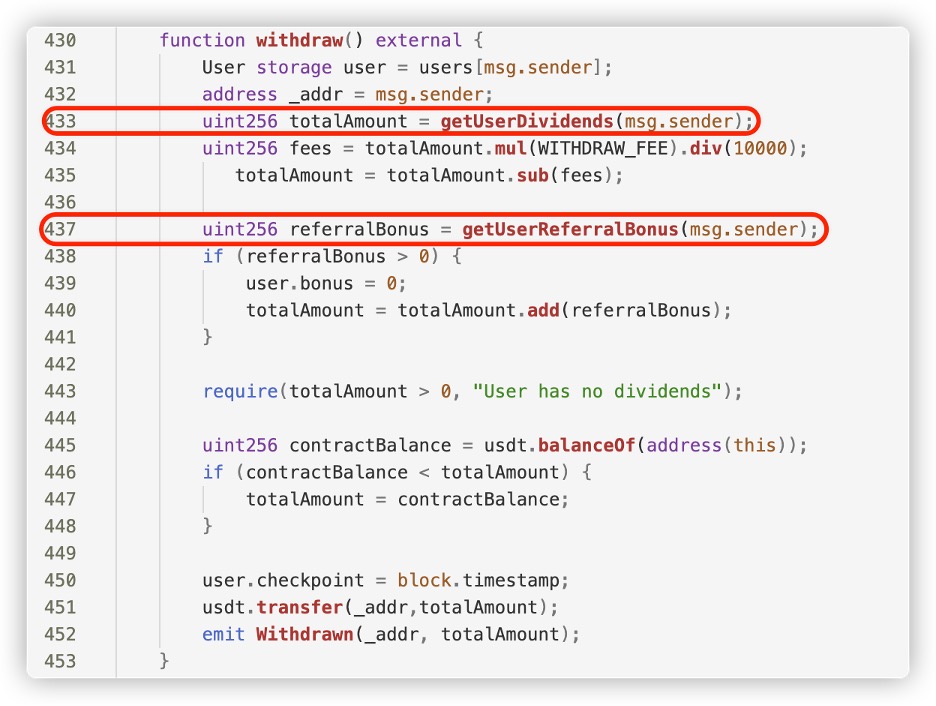 430 function withdraw() external {
431 User storage user = users[msg.sender];
432 address _addr = msg.sender;
433 uint256 totalAmount = getUserDividends(msg.sender);
434 uint256 fees = totalAmount.mul(WITHDRAW_FEE).div(10000);
435 totalAmount = totalAmount.sub(fees);
436
437 uint256 referralBonus = getUserReferralBonus(msg.sender);
438 if (referralBonus > 0) {
439 user.bonus = 0;
440 totalAmount = totalAmount.add(referralBonus);
441 }
442
443 require(totalAmount > 0, "User has no dividends");
444
445 uint256 contractBalance = usdt.balanceOf(address(this));
446 if (contractBalance < totalAmount) {
447 totalAmount = contractBalance;
448 }
449
450 user.checkpoint = block.timestamp;
451 usdt.transfer(_addr,totalAmount);
452 emit Withdrawn(_addr, totalAmount);
453 }